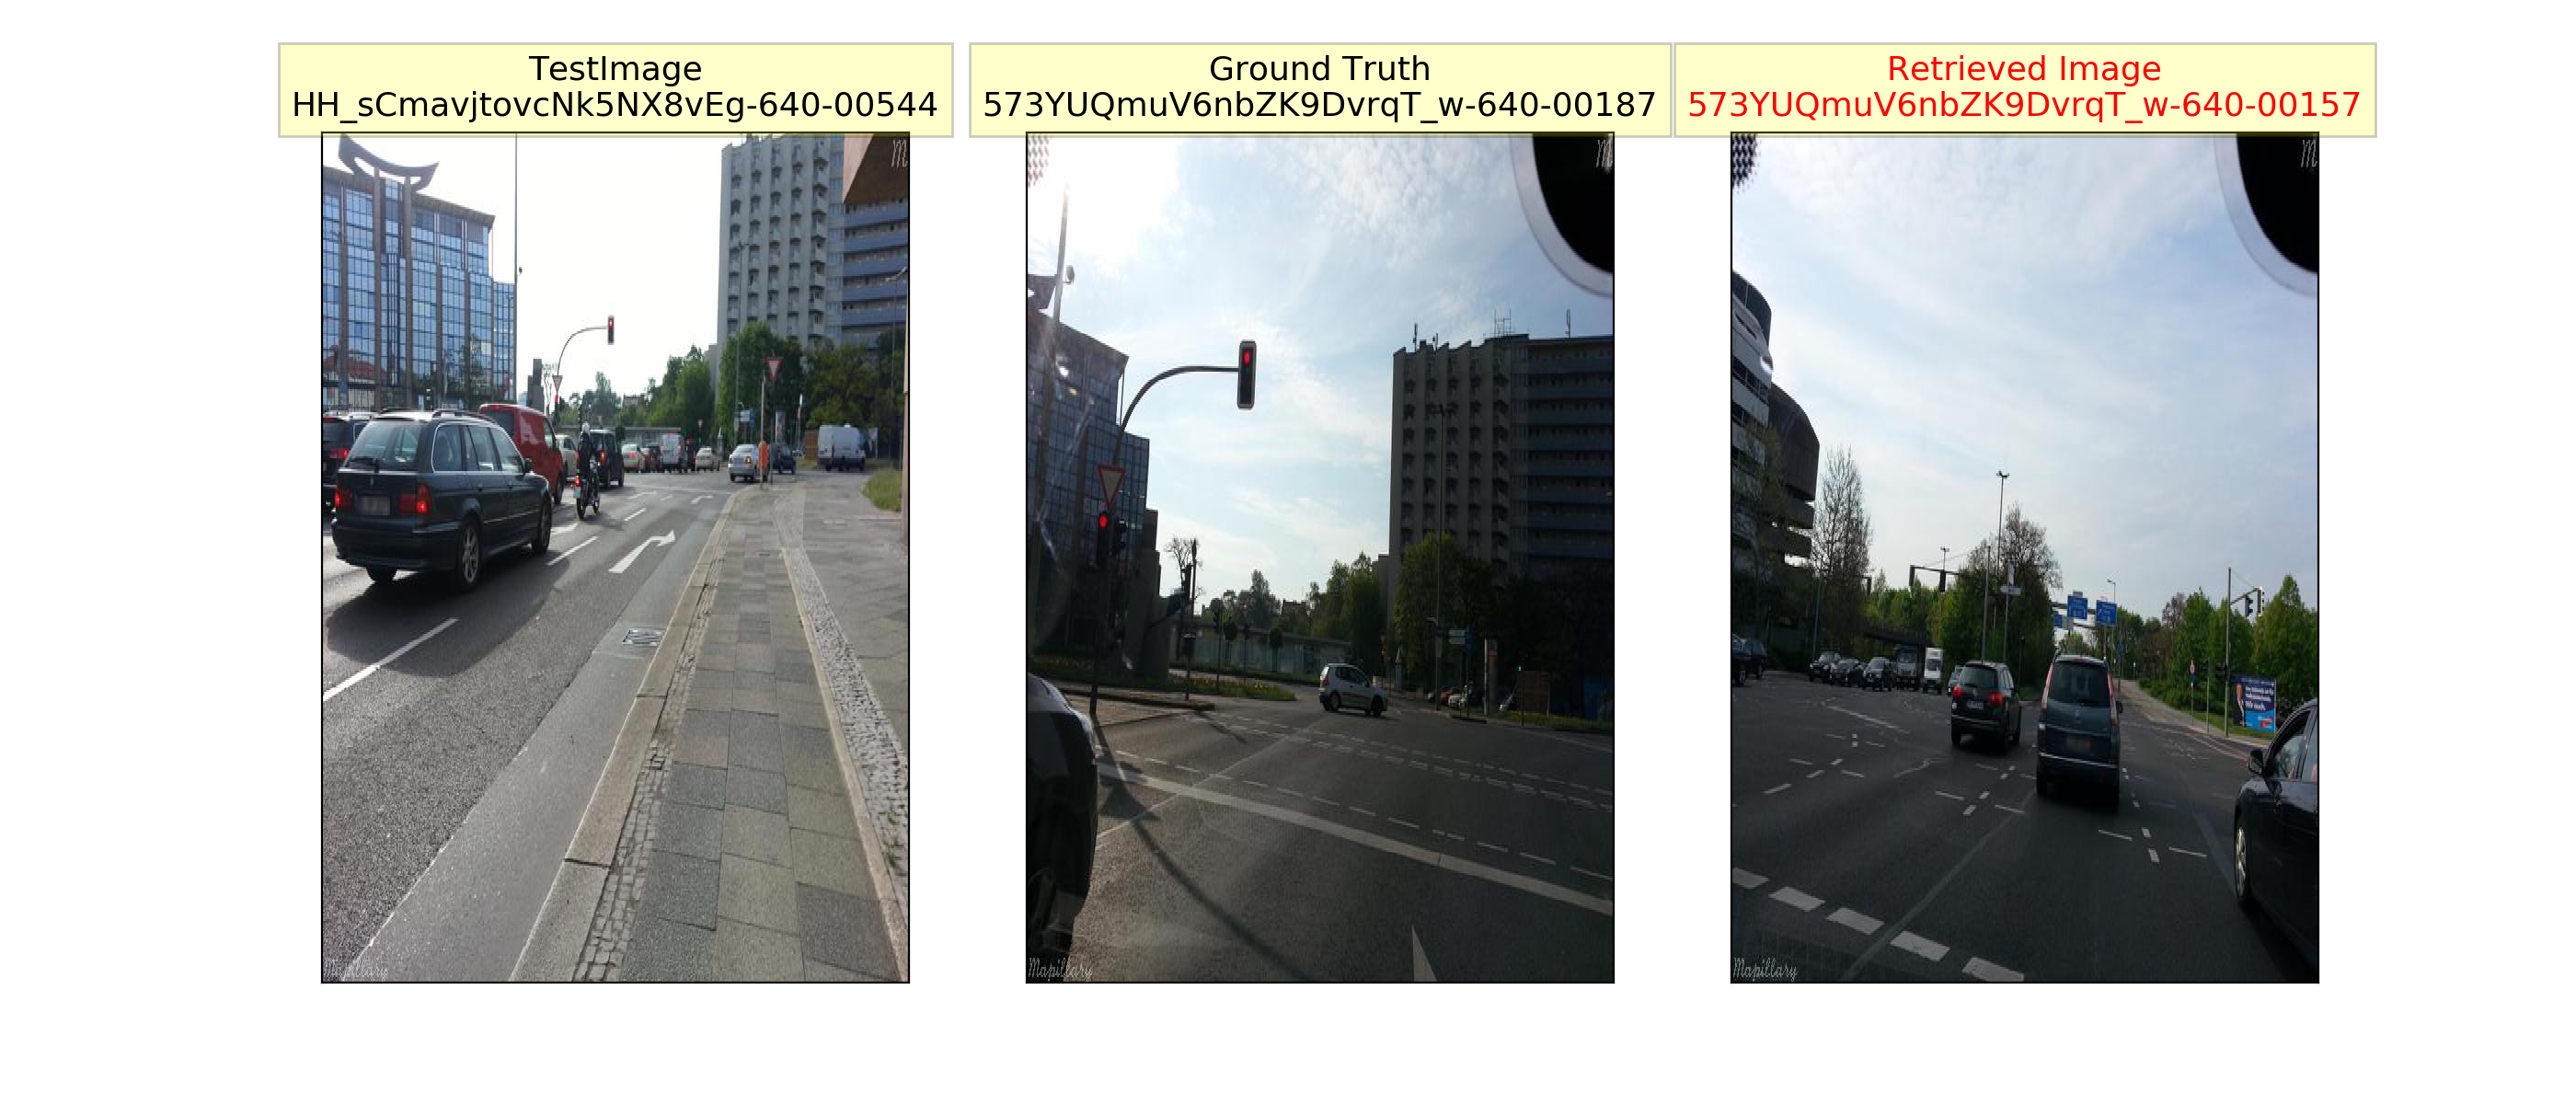 TestImage
HH_sCmavjtovcNk5NX8vEg-640-00544
Ground Truth
573YUQmuV6nbZK9DvrqT_w-640-00187
Retrieved Image
573YUQmuV6nbZK9DvrqT_w-640-00157
M
M
M
Mapillary
Mapillary
Mapillary